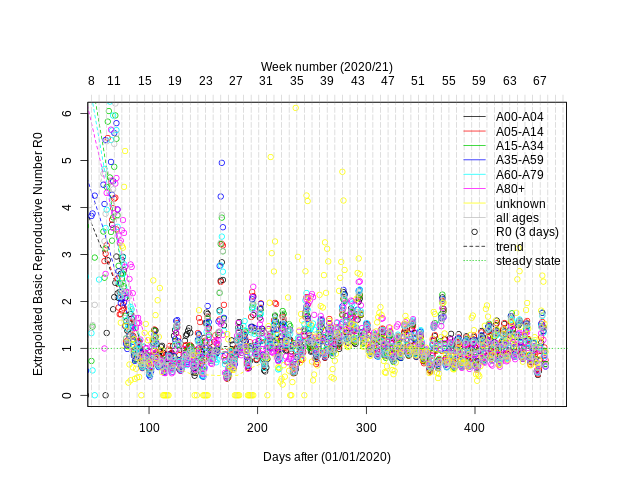 Week number (2020/21)
8 11 15 19 23 27 31 35 39 43 47 51 55 59 63 67
Extrapolated Basic Reproductive Number R0
6
5
4
3
2
1
0
A00-A04
A05-A14
A15-A34
A35-A59
A60-A79
A80+
unknown
all ages
R0 (3 days)
trend
steady state
100 200 300 400
Days after (01/01/2020)